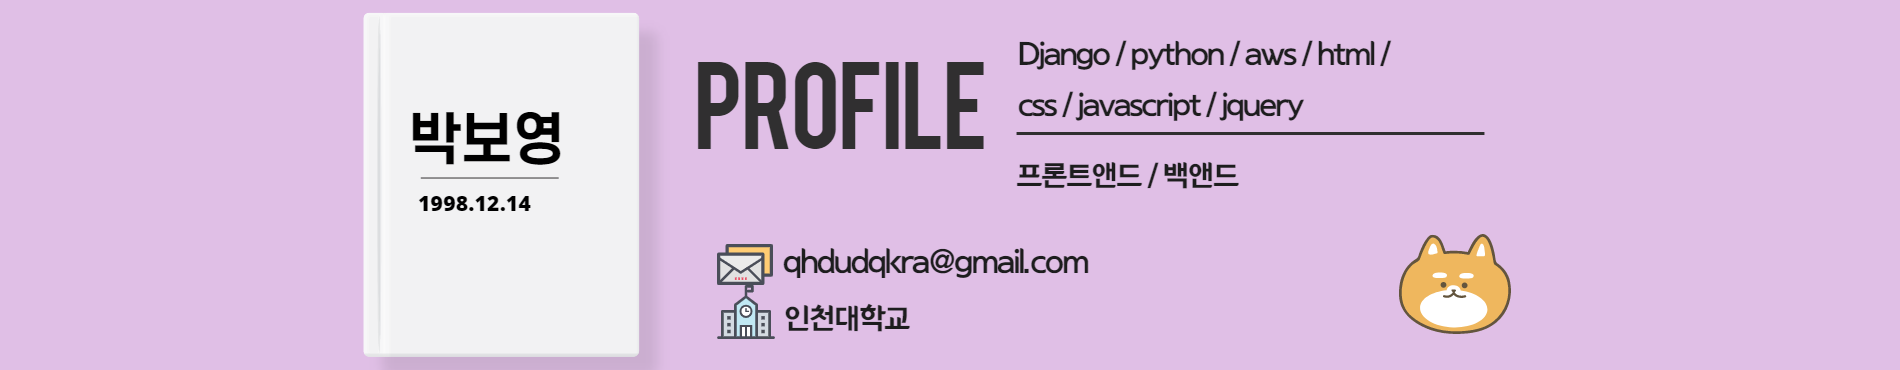 박보영
1998.12.14
PROFILE
Django / python / aws / html /
css / javascript / jquery
프론트앤드 / 백앤드
qhdudqkra@gmail.com
인천대학교